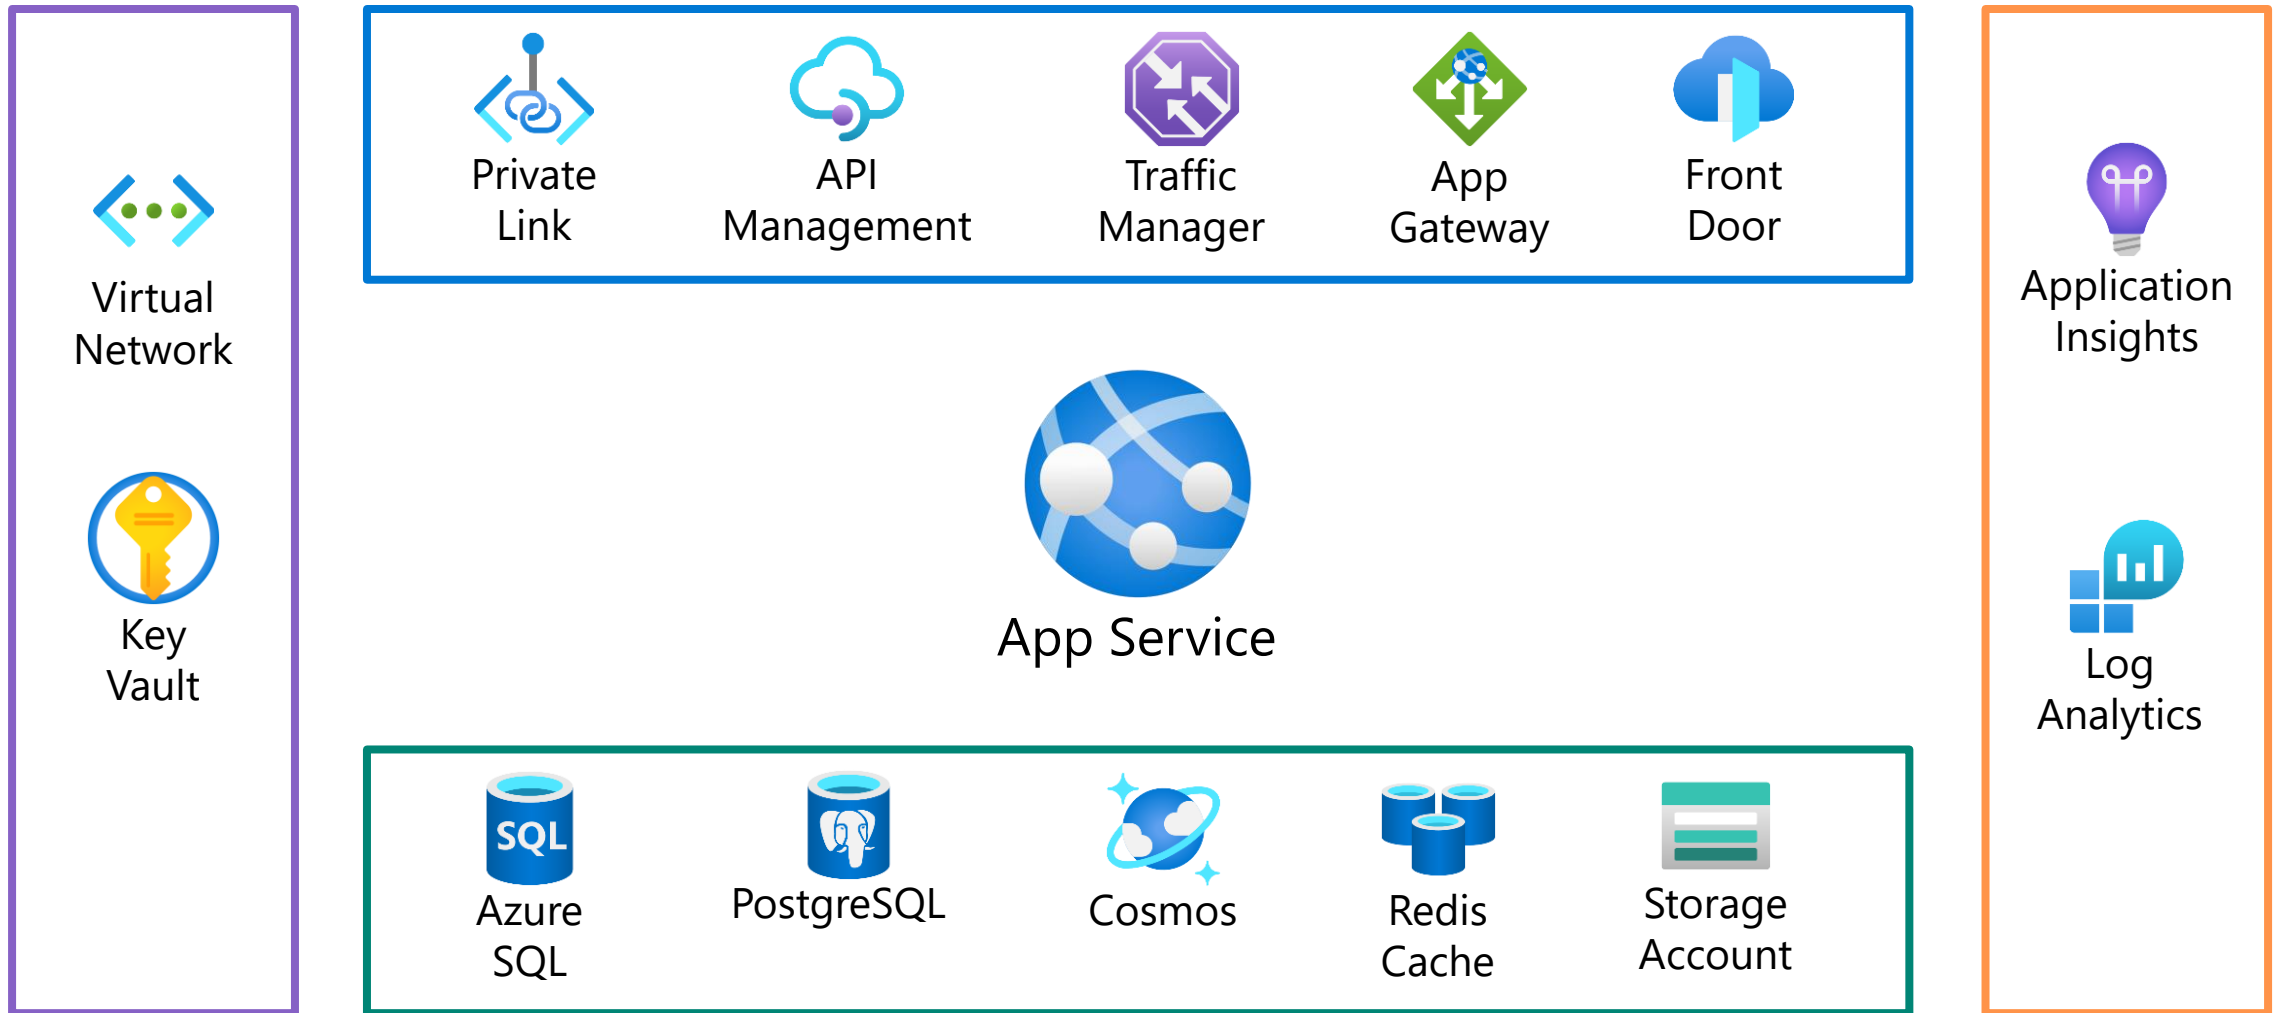 Virtual
Network
Key
Vault
Private
Link
API
Management
Traffic
Manager
App
Gateway
Front
Door
App Service
SQL
Azure
SQL
PostgreSQL
Cosmos
Redis
Cache
Storage
Account
Application
Insights
Log
Analytics